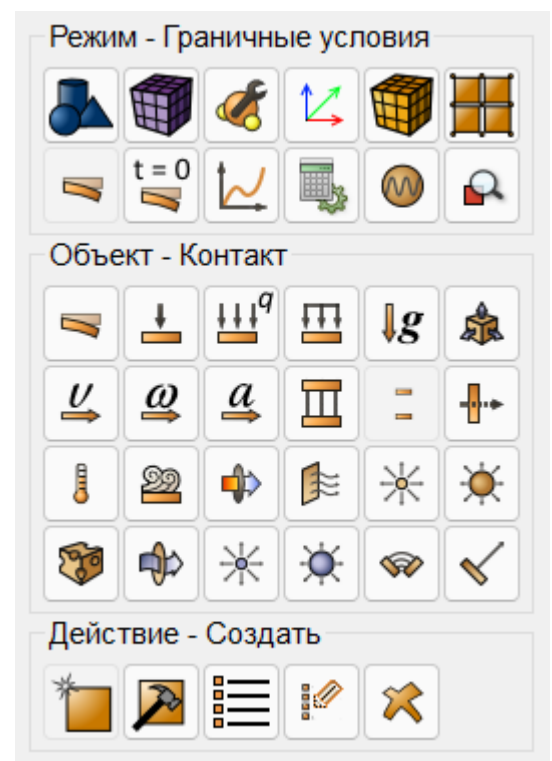 Режим - Граничные условия
t = 0
Объект - Контакт
q g
υ ω a
Действие - Создать